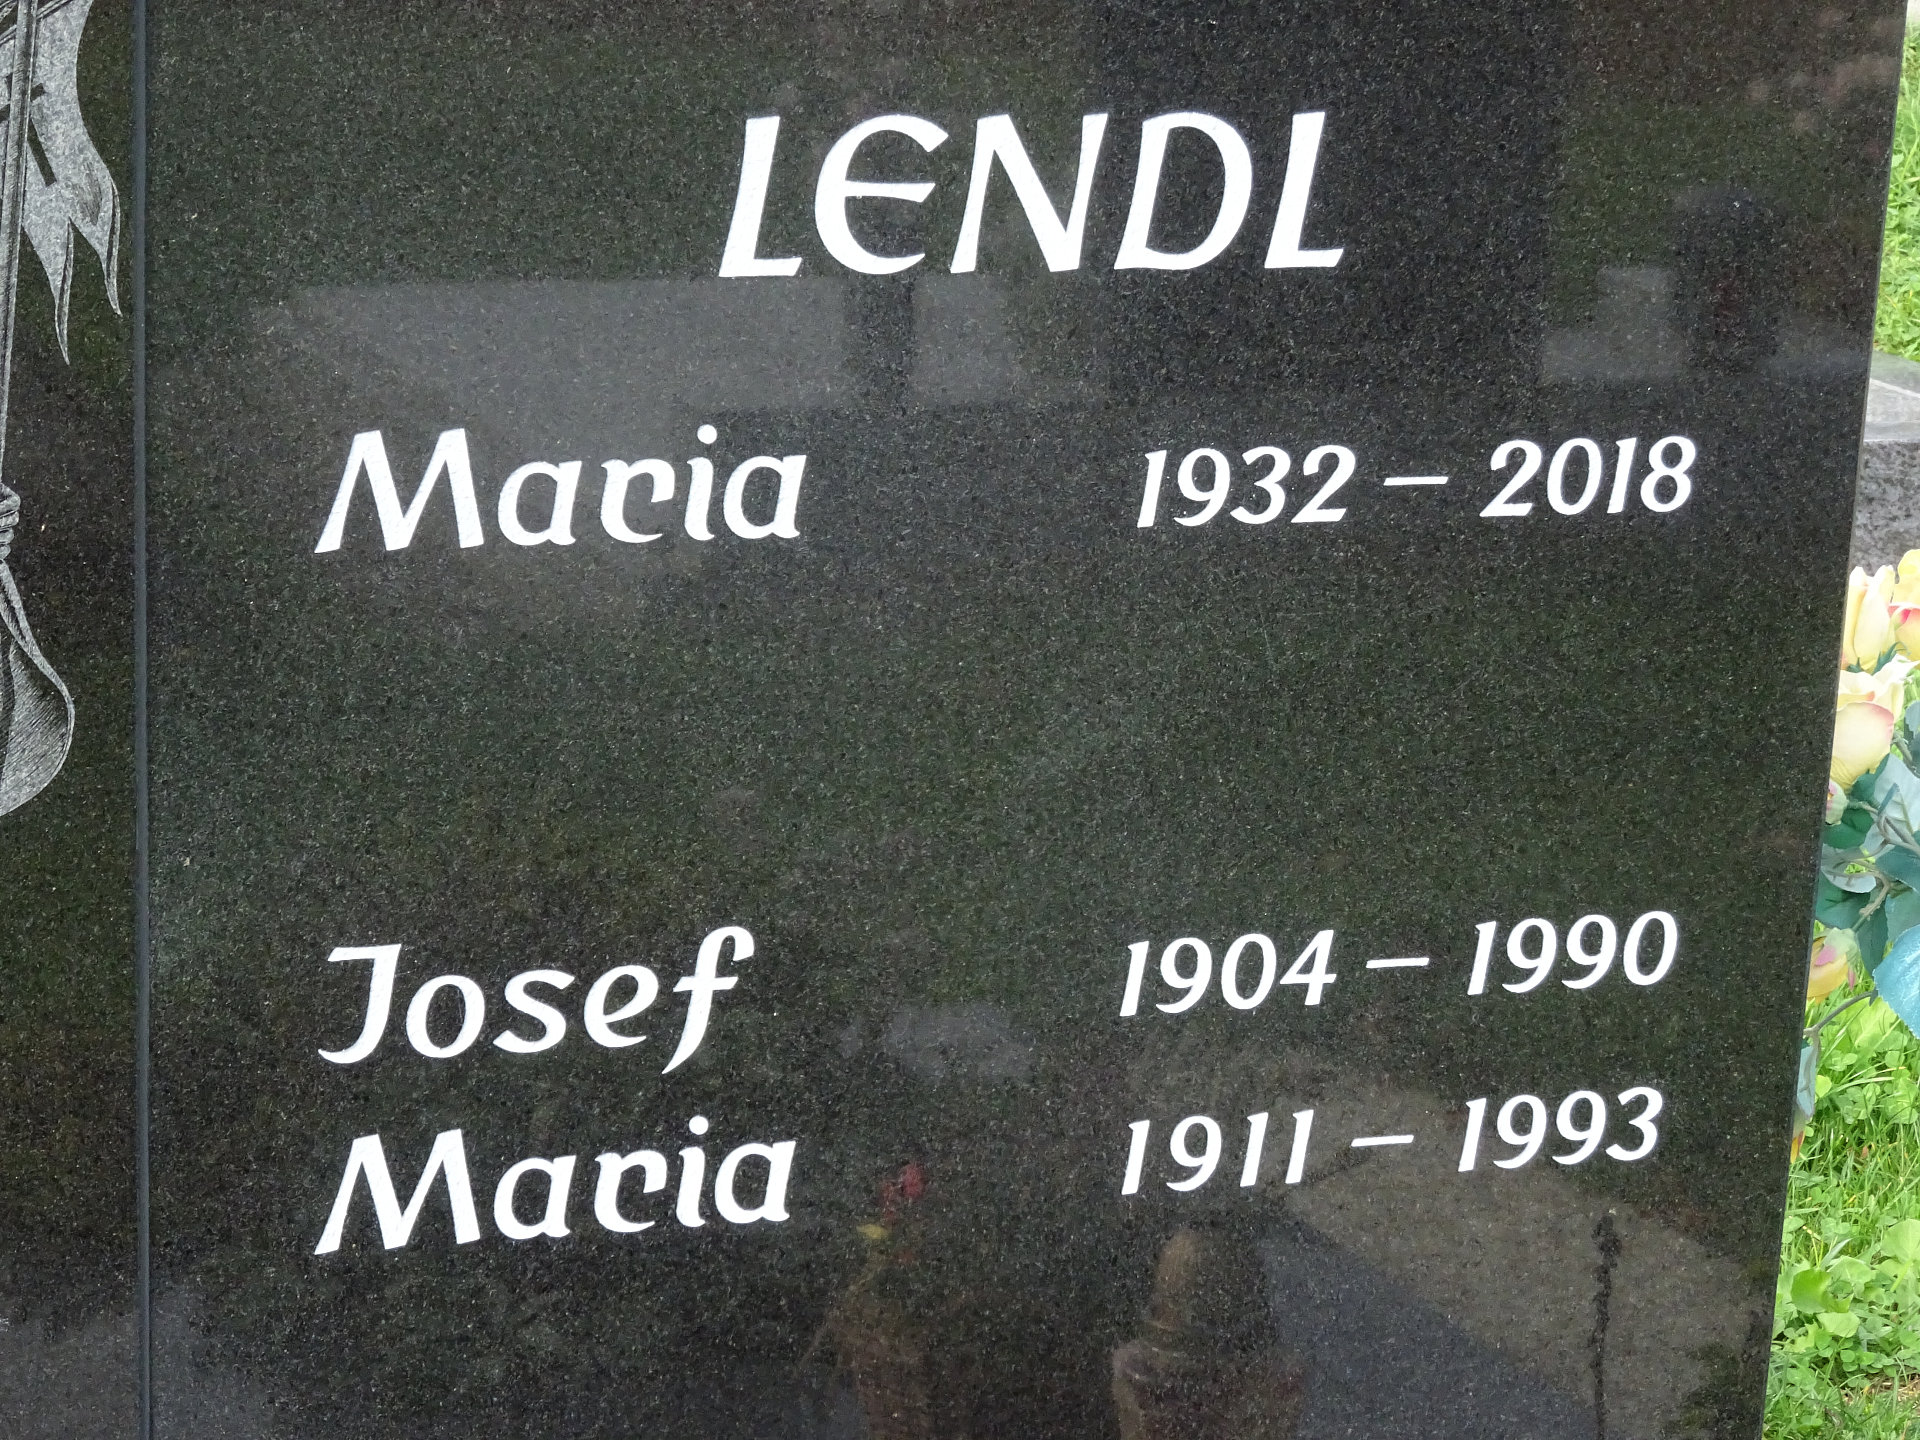 LENDL
Maria 1932 – 2018
Josef 1904 – 1990
Maria 1911 – 1993